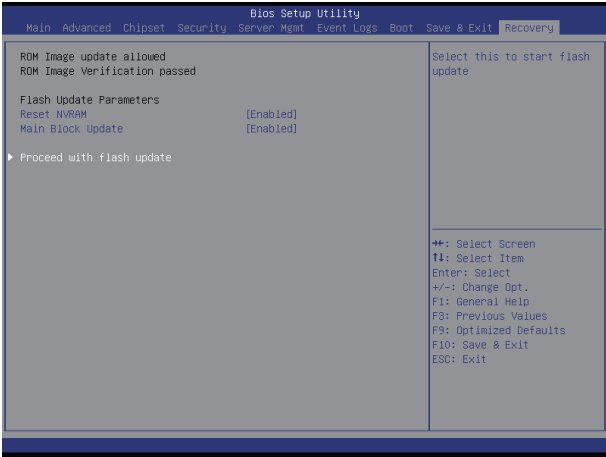 Bios Setup Utility
Main Advanced Chipset Security Server Mgmt Event Logs Boot Save & Exit Recovery
ROM Image update allowed
ROM Image Verification passed
Flash Update Parameters
Reset NVRAM [Enabled]
Main Block Update [Enabled]
Proceed with flash update
Select this to start flash
update
→←: Select Screen
↑↓: Select Item
Enter: Select
+/-: Change Opt.
F1: General Help
F3: Previous Values
F9: Optimized Defaults
F10: Save & Exit
ESC: Exit